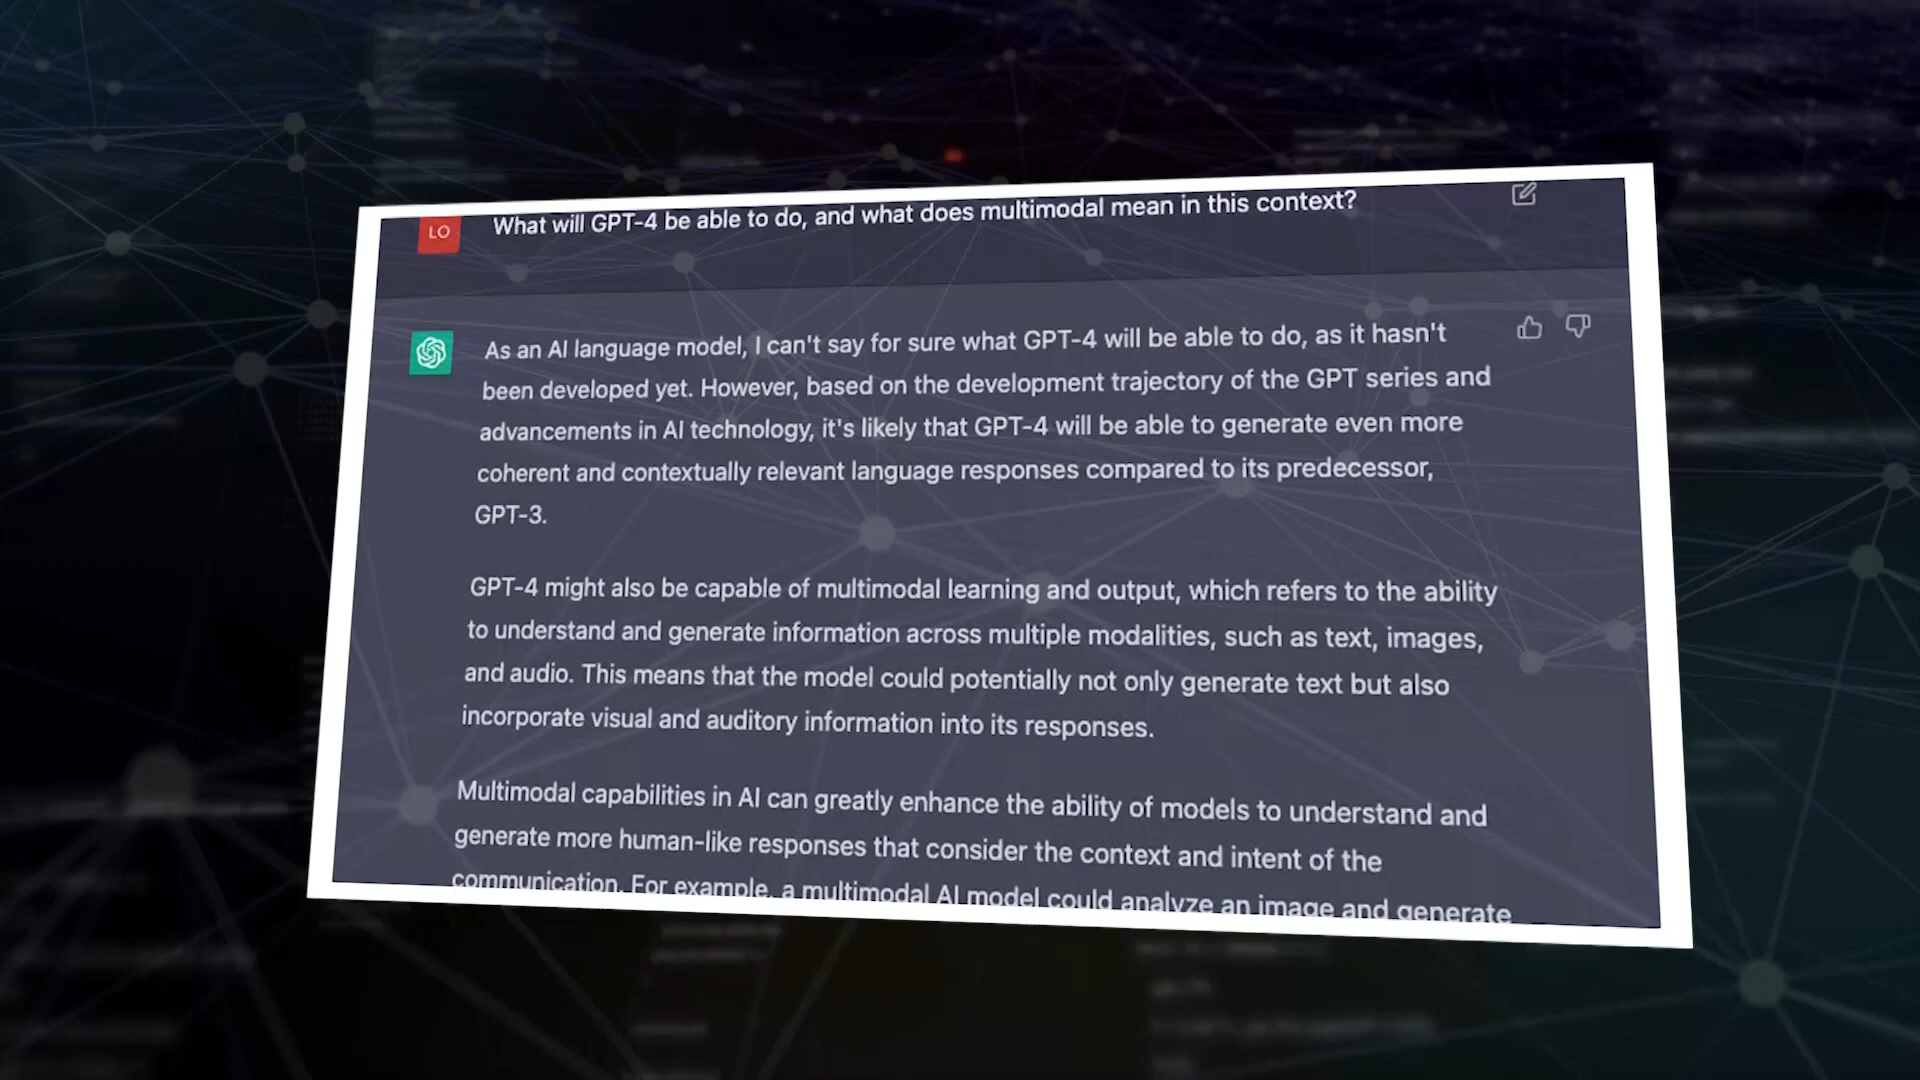 LO
What will GPT-4 be able to do, and what does multimodal mean in this context?
As an AI language model, I can't say for sure what GPT-4 will be able to do, as it hasn't
been developed yet. However, based on the development trajectory of the GPT series and
advancements in AI technology, it's likely that GPT-4 will be able to generate even more
coherent and contextually relevant language responses compared to its predecessor,
GPT-3.
GPT-4 might also be capable of multimodal learning and output, which refers to the ability
to understand and generate information across multiple modalities, such as text, images,
and audio. This means that the model could potentially not only generate text but also
incorporate visual and auditory information into its responses.
Multimodal capabilities in AI can greatly enhance the ability of models to understand and
generate more human-like responses that consider the context and intent of the
communication. For example, a multimodal AI model could analyze an image and generate